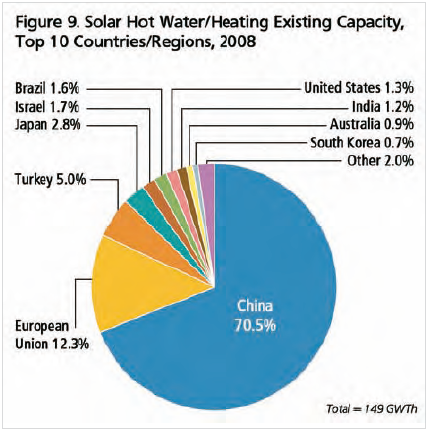 Figure 9. Solar Hot Water/Heating Existing Capacity,
Top 10 Countries/Regions, 2008
Brazil 1.6%
Israel 1.7%
Japan 2.8%
Turkey 5.0%
European
Union 12.3%
United States 1.3%
India 1.2%
Australia 0.9%
South Korea 0.7%
Other 2.0%
China
70.5%
Total = 149 GWTh